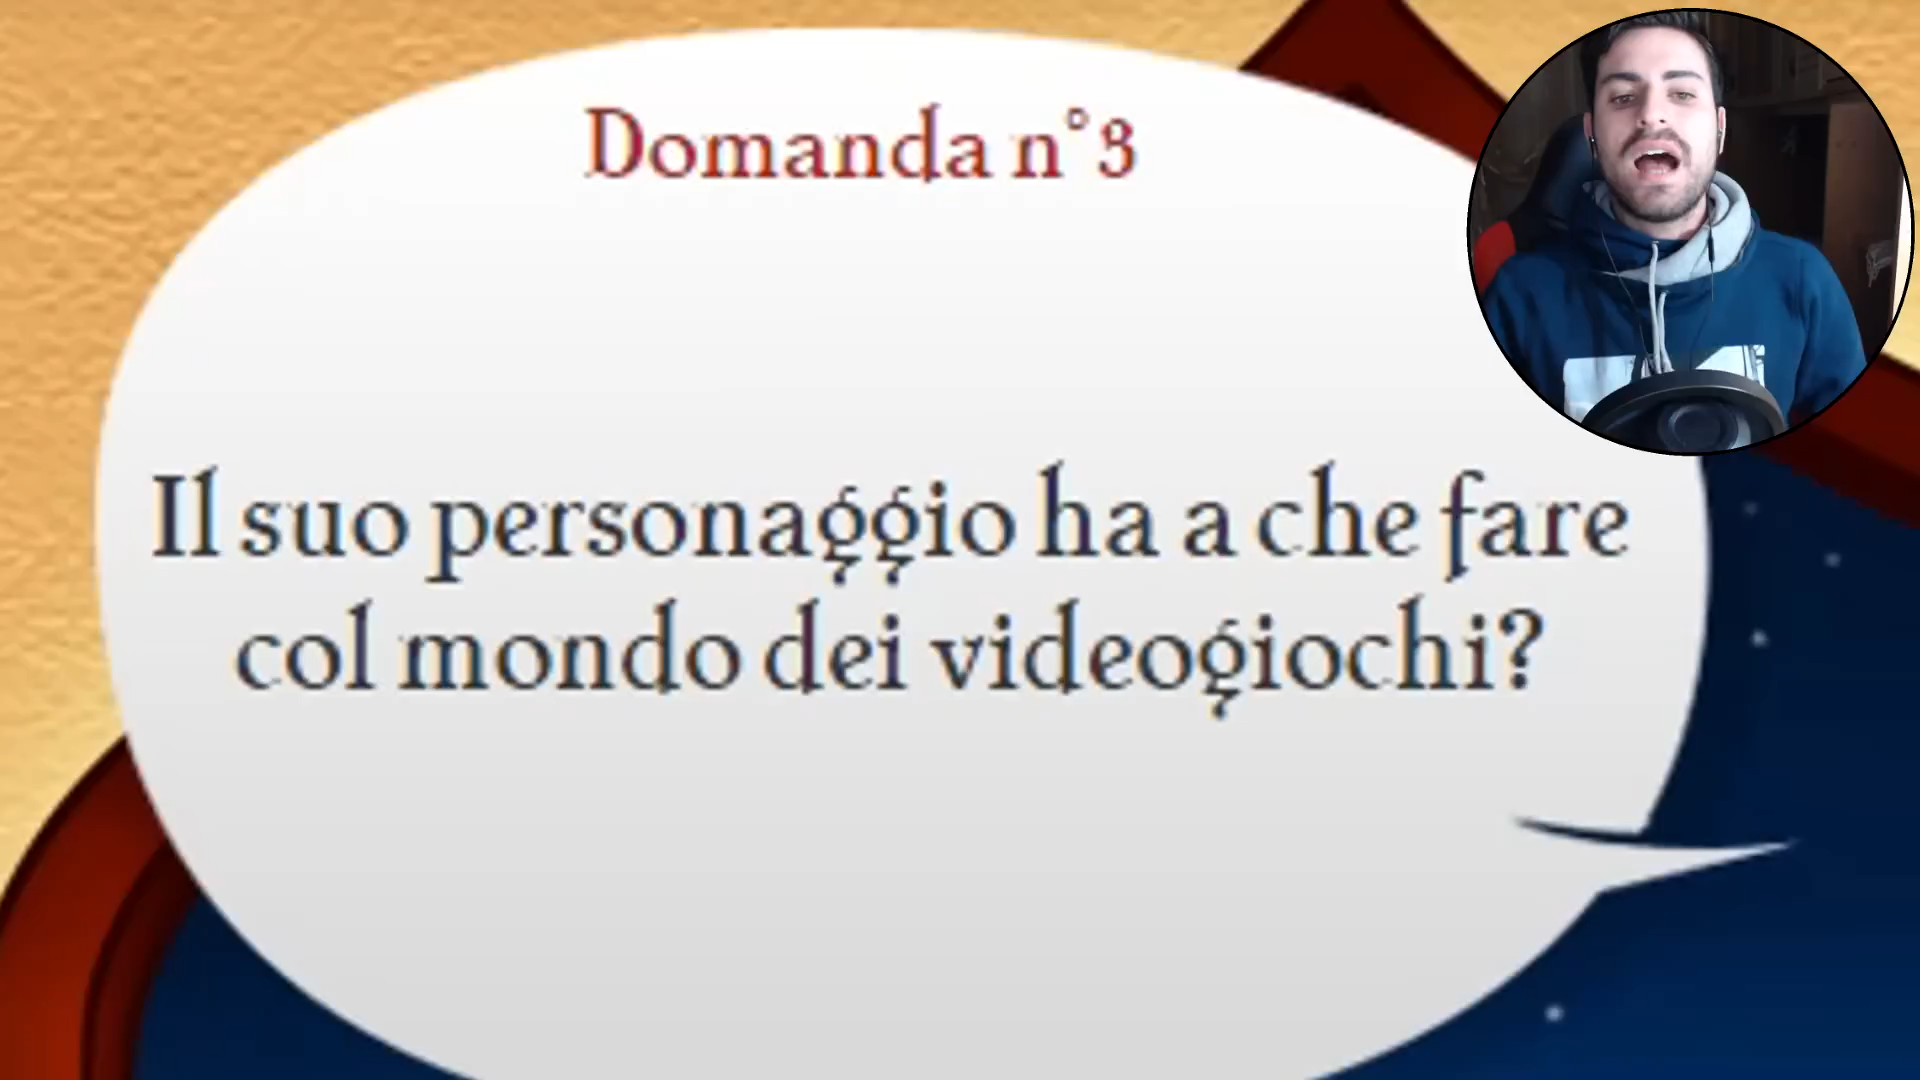 Domanda n°3
Il suo personaggio ha a che fare
col mondo dei videogiochi?